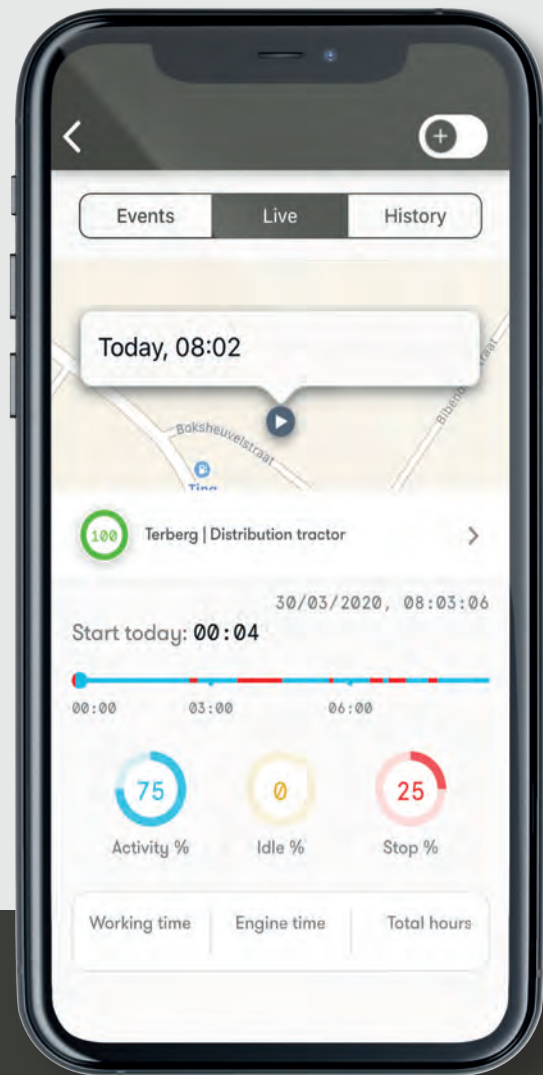 Events Live History
Today, 08:02
Boksheuvelstraat
Terberg | Distribution tractor
100
30/03/2020, 08:03:06
Start today: 00:04
00:00 03:00 06:00
75 0 25
Activity % Idle % Stop %
Working time Engine time Total hours